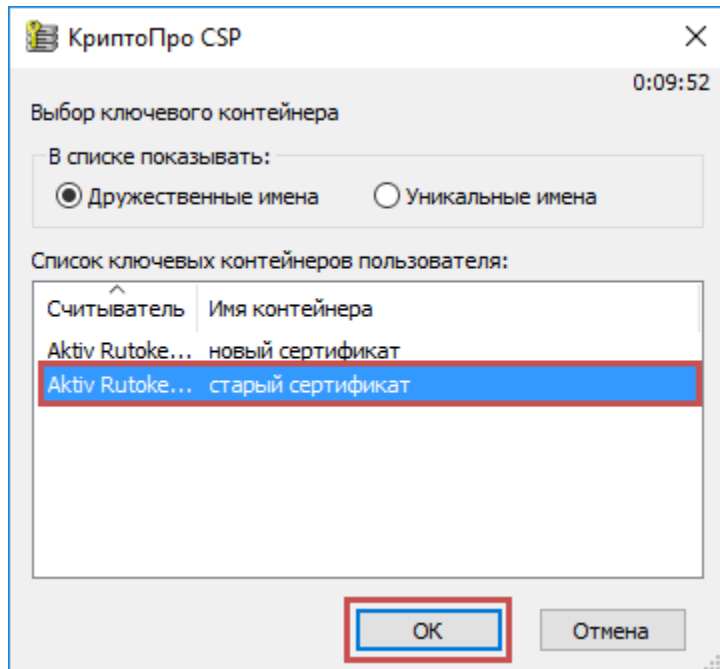 КриптоПро CSP
0:09:52
Выбор ключевого контейнера
В списке показывать:
Дружественные имена Уникальные имена
Список ключевых контейнеров пользователя:
Считыватель Имя контейнера
Aktiv Rutoke... новый сертификат
Aktiv Rutoke... старый сертификат
ОК Отмена